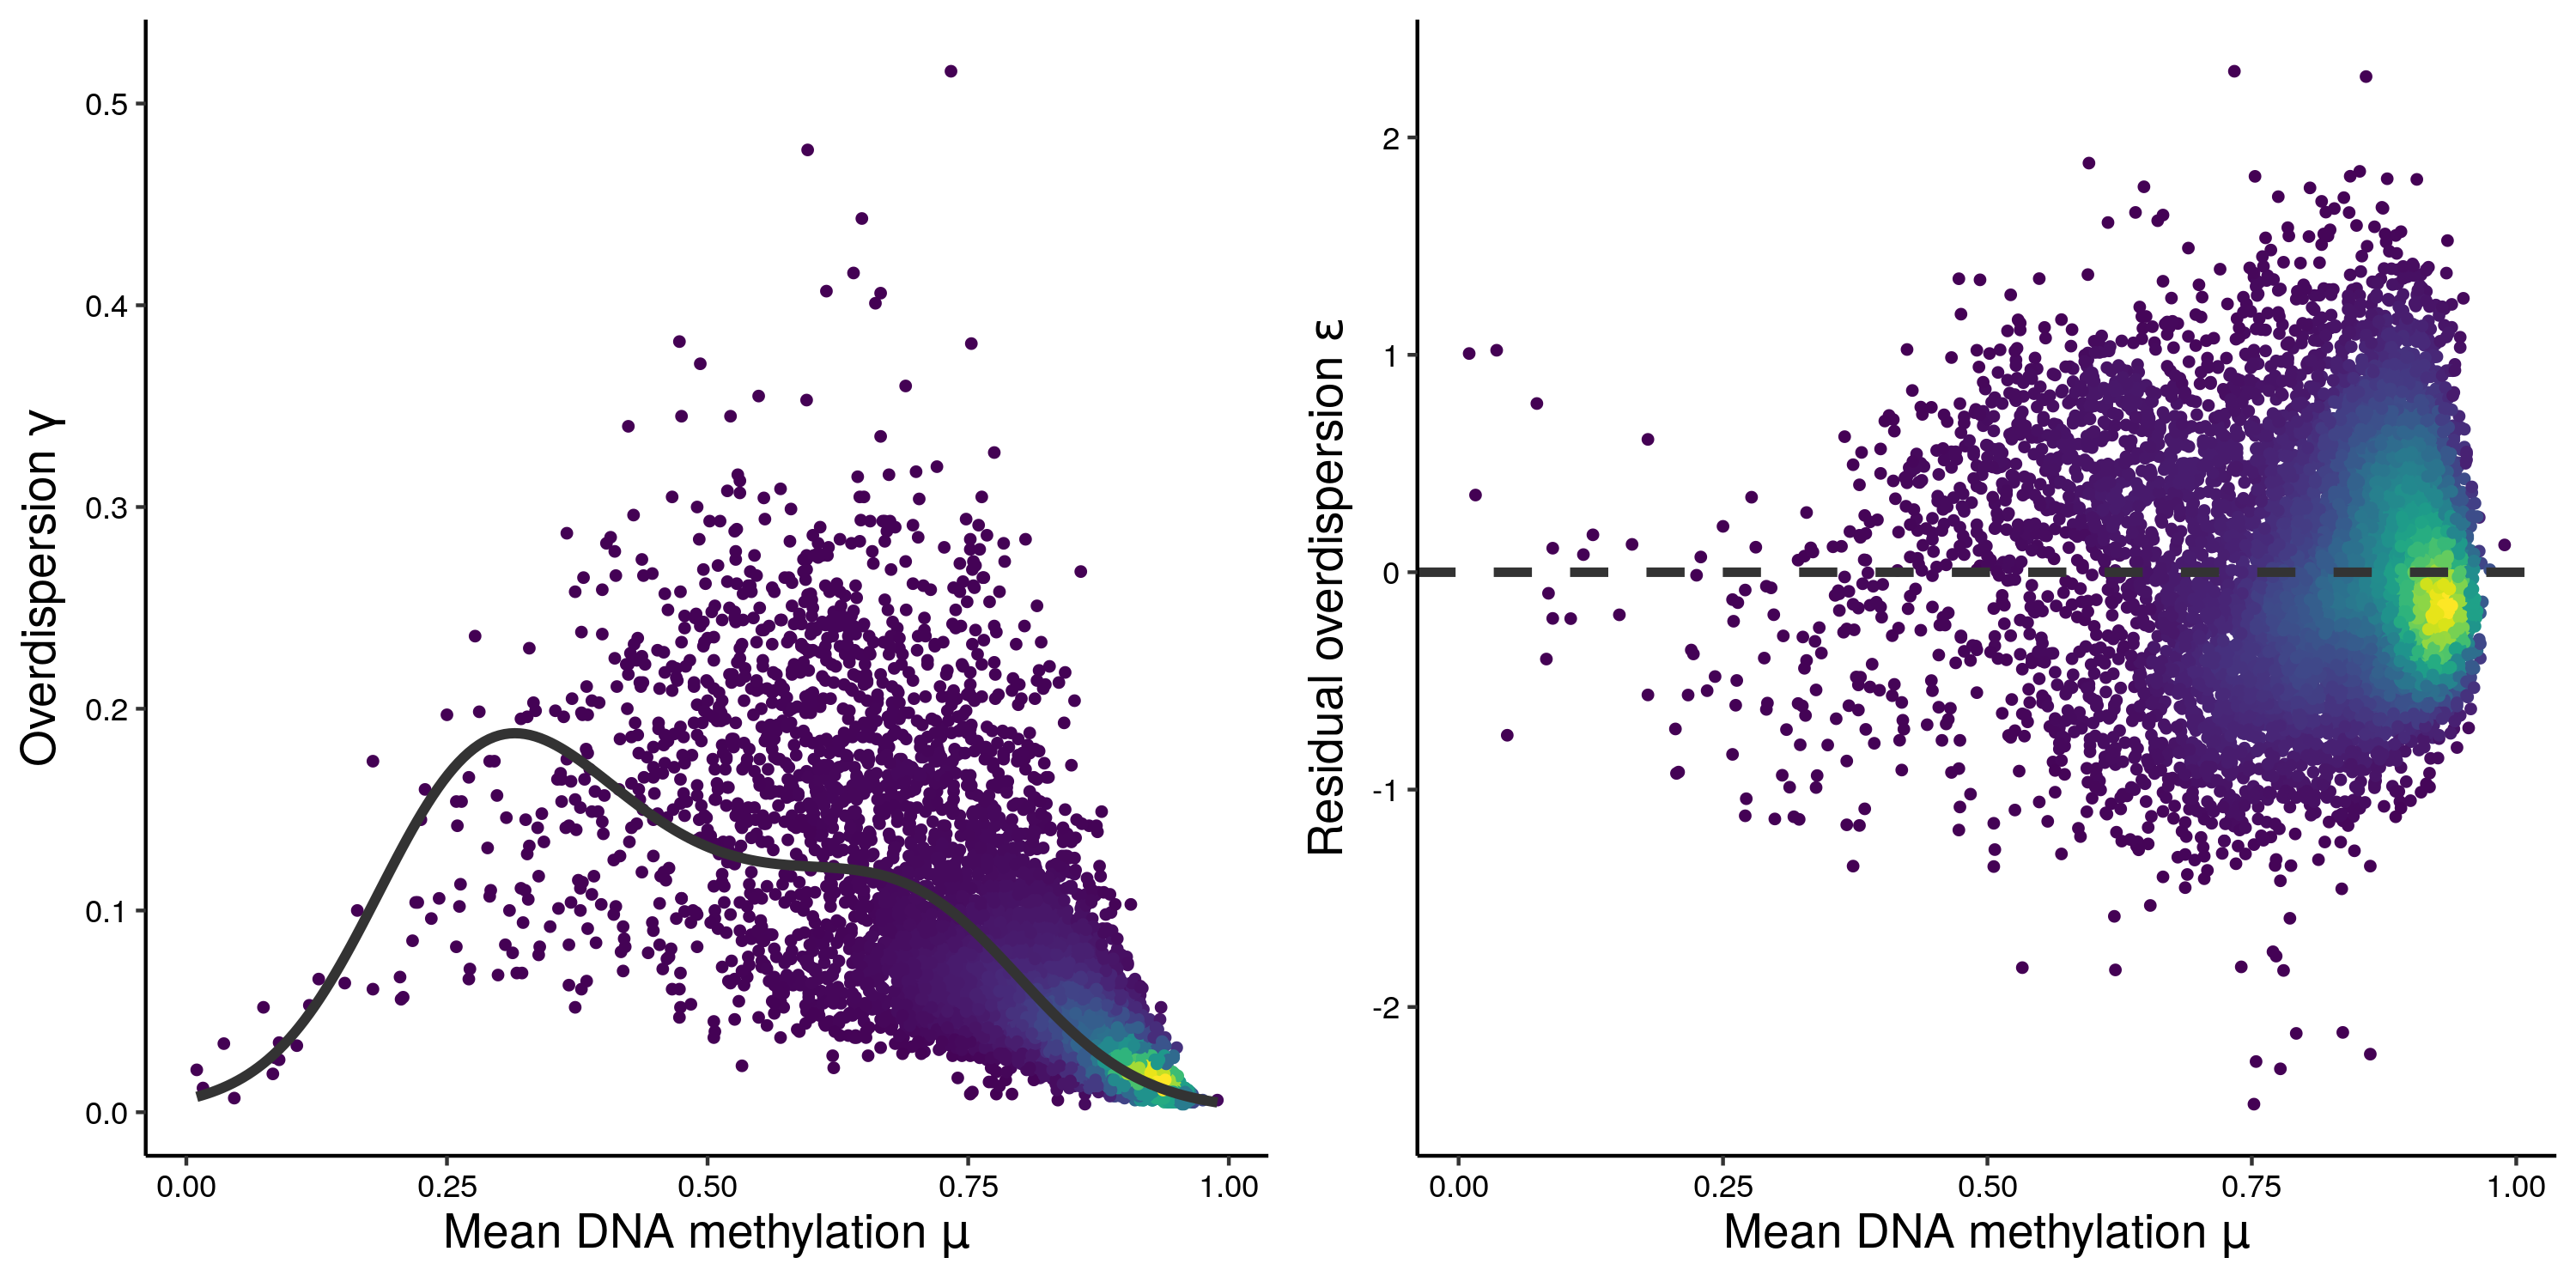 Overdispersion γ
0.5
0.4
0.3
0.2
0.1
0.0
0.00 0.25 0.50 0.75 1.00
Mean DNA methylation μ
Residual overdispersion ε
2
1
0
-1
-2
0.00 0.25 0.50 0.75 1.00
Mean DNA methylation μ